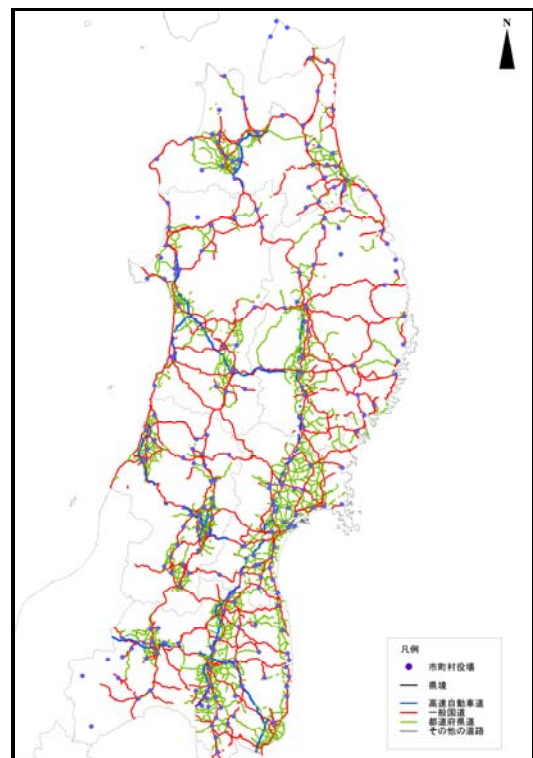 N
凡例
市町村役場
県境
高速自動車道
一般国道
都道府県道
その他の道路